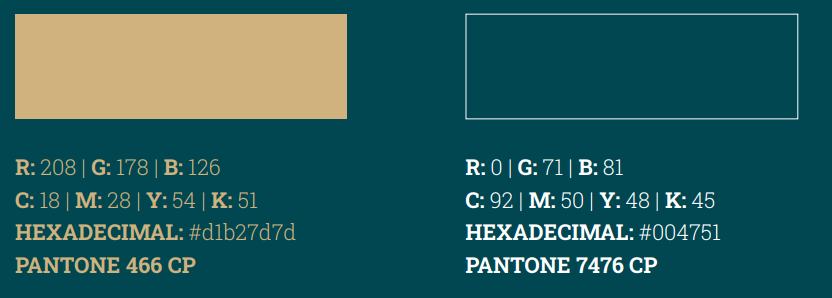 R: 208 | G: 178 | B: 126
C: 18 | M: 28 | Y: 54 | K: 51
HEXADECIMAL: #d1b27d7d
PANTONE 466 CP
R: 0 | G: 71 | B: 81
C: 92 | M: 50 | Y: 48 | K: 45
HEXADECIMAL: #004751
PANTONE 7476 CP